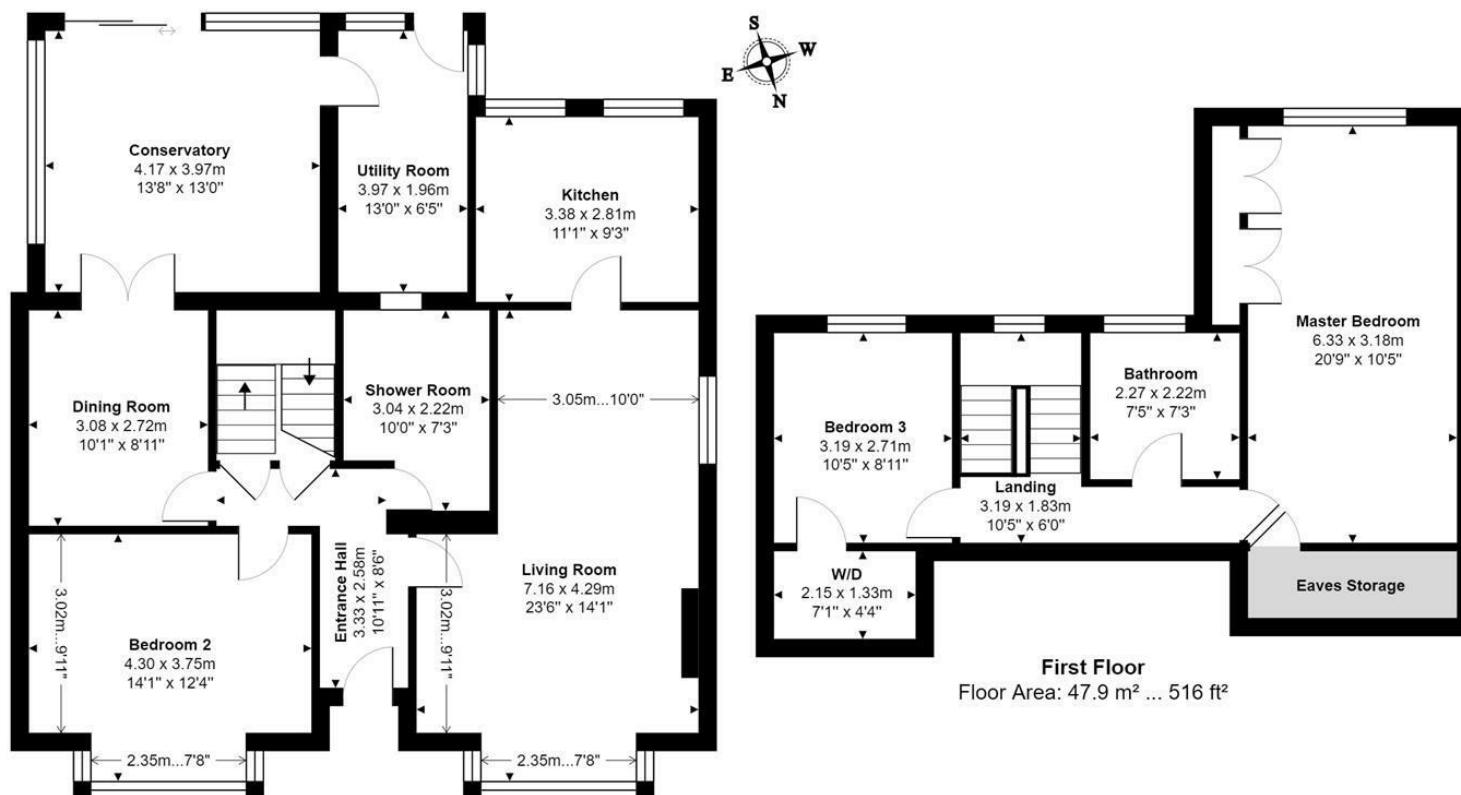 S
W
E
N
Conservatory
4.17 x 3.97m
13'8" x 13'0"
Utility Room
3.97 x 1.96m
13'0" x 6'5"
Kitchen
3.38 x 2.81m
11'1" x 9'3"
Dining Room
3.08 x 2.72m
10'1" x 8'11"
Shower Room
3.04 x 2.22m
10'0" x 7'3"
3.05m...10'0"
Living Room
7.16 x 4.29m
23'6" x 14'1"
3.02m...9'11"
Entrance Hall
3.33 x 2.58m
10'11" x 8'6"
3.02m...9'11"
Bedroom 2
4.30 x 3.75m
14'1" x 12'4"
2.35m...7'8"
2.35m...7'8"
Master Bedroom
6.33 x 3.18m
20'9" x 10'5"
Bathroom
2.27 x 2.22m
7'5" x 7'3"
Bedroom 3
3.19 x 2.71m
10'5" x 8'11"
Landing
3.19 x 1.83m
10'5" x 6'0"
W/D
2.15 x 1.33m
7'1" x 4'4"
Eaves Storage
First Floor
Floor Area: 47.9 m² ... 516 ft²